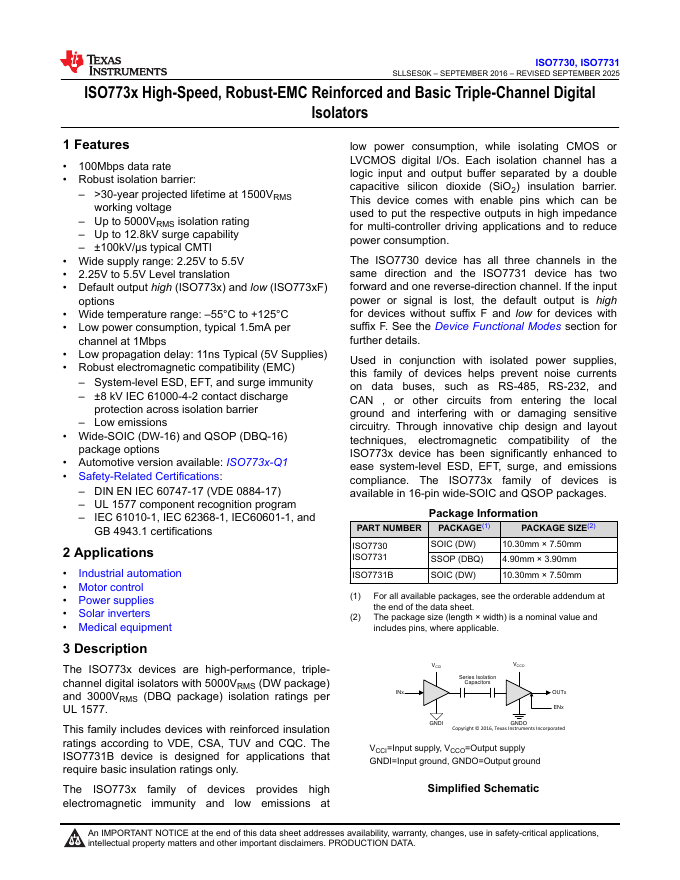 TEXAS
INSTRUMENTS
ISO7730, ISO7731
SLLSES0K – SEPTEMBER 2016 – REVISED SEPTEMBER 2025
ISO773x High-Speed, Robust-EMC Reinforced and Basic Triple-Channel Digital
Isolators
1 Features
• 100Mbps data rate
• Robust isolation barrier:
– >30-year projected lifetime at 1500VRMS
working voltage
– Up to 5000VRMS isolation rating
– Up to 12.8kV surge capability
– ±100kV/μs typical CMTI
• Wide supply range: 2.25V to 5.5V
• 2.25V to 5.5V Level translation
• Default output high (ISO773x) and low (ISO773xF)
options
• Wide temperature range: –55°C to +125°C
• Low power consumption, typical 1.5mA per
channel at 1Mbps
• Low propagation delay: 11ns Typical (5V Supplies)
• Robust electromagnetic compatibility (EMC)
– System-level ESD, EFT, and surge immunity
– ±8 kV IEC 61000-4-2 contact discharge
protection across isolation barrier
– Low emissions
• Wide-SOIC (DW-16) and QSOP (DBQ-16)
package options
• Automotive version available: ISO773x-Q1
• Safety-Related Certifications:
– DIN EN IEC 60747-17 (VDE 0884-17)
– UL 1577 component recognition program
– IEC 61010-1, IEC 62368-1, IEC60601-1, and
GB 4943.1 certifications
2 Applications
• Industrial automation
• Motor control
• Power supplies
• Solar inverters
• Medical equipment
3 Description
The ISO773x devices are high-performance, triple-
channel digital isolators with 5000VRMS (DW package)
and 3000VRMS (DBQ package) isolation ratings per
UL 1577.
This family includes devices with reinforced insulation
ratings according to VDE, CSA, TUV and CQC. The
ISO7731B device is designed for applications that
require basic insulation ratings only.
The ISO773x family of devices provides high
electromagnetic immunity and low emissions at
low power consumption, while isolating CMOS or
LVCMOS digital I/Os. Each isolation channel has a
logic input and output buffer separated by a double
capacitive silicon dioxide (SiO2) insulation barrier.
This device comes with enable pins which can be
used to put the respective outputs in high impedance
for multi-controller driving applications and to reduce
power consumption.
The ISO7730 device has all three channels in the
same direction and the ISO7731 device has two
forward and one reverse-direction channel. If the input
power or signal is lost, the default output is high
for devices without suffix F and low for devices with
suffix F. See the Device Functional Modes section for
further details.
Used in conjunction with isolated power supplies,
this family of devices helps prevent noise currents
on data buses, such as RS-485, RS-232, and
CAN , or other circuits from entering the local
ground and interfering with or damaging sensitive
circuitry. Through innovative chip design and layout
techniques, electromagnetic compatibility of the
ISO773x device has been significantly enhanced to
ease system-level ESD, EFT, surge, and emissions
compliance. The ISO773x family of devices is
available in 16-pin wide-SOIC and QSOP packages.
Package Information
PART NUMBER PACKAGE(1) PACKAGE SIZE(2)
ISO7730
ISO7731
SOIC (DW) 10.30mm × 7.50mm
SSOP (DBQ) 4.90mm × 3.90mm
ISO7731B SOIC (DW) 10.30mm × 7.50mm
(1) For all available packages, see the orderable addendum at
the end of the data sheet.
(2) The package size (length × width) is a nominal value and
includes pins, where applicable.
VCCI
VCCO
Series Isolation
Capacitors
INx
OUTx
ENx
GNDI
GNDO
Copyright © 2016, Texas Instruments Incorporated
VCCI=Input supply, VCCO=Output supply
GNDI=Input ground, GNDO=Output ground
Simplified Schematic
An IMPORTANT NOTICE at the end of this data sheet addresses availability, warranty, changes, use in safety-critical applications,
intellectual property matters and other important disclaimers. PRODUCTION DATA.